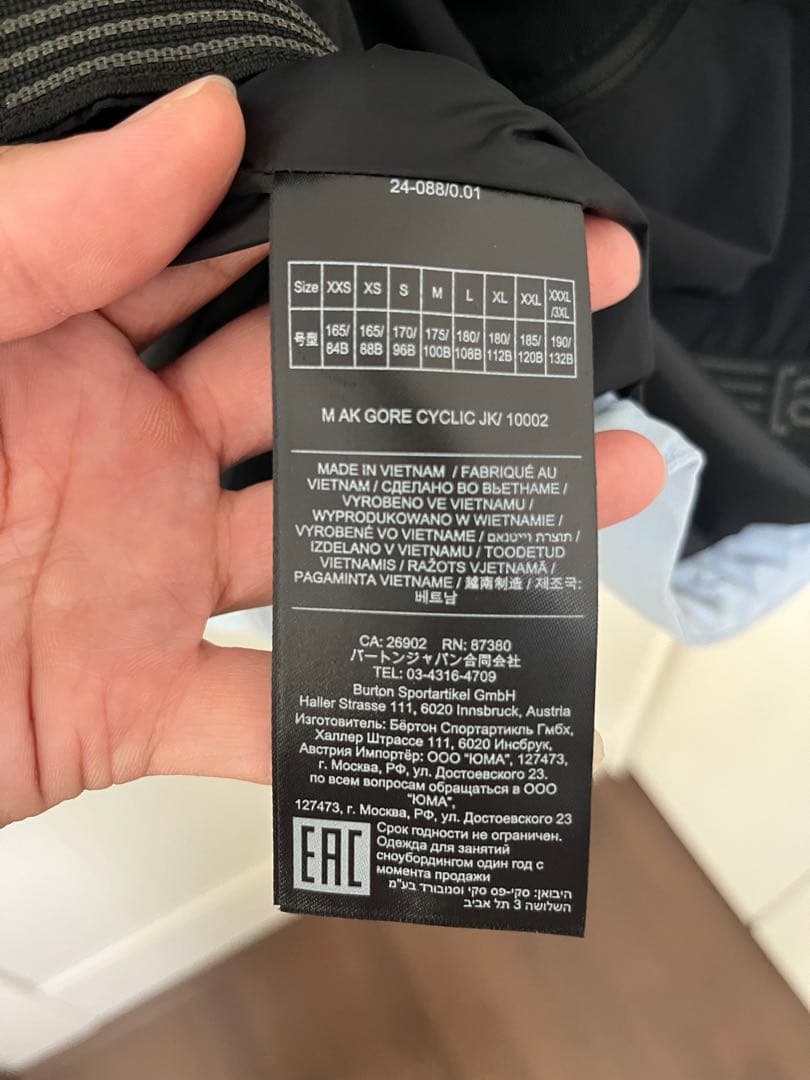 24-088/0.01
Size XXS XS S M L XL XXL XXXL/3XL
号型 165/84B 165/88B 170/96B 175/100B 180/108B 180/112B 185/120B 190/132B
M AK GORE CYCLIC JK/ 10002
MADE IN VIETNAM / FABRIQUÉ AU
VIETNAM / СДЕЛАНО ВО ВЬЕТНАМЕ /
VYROBENO VE VIETNAMU /
WYPRODUKOWANO W WIETNAMIE /
VYROBENÉ VO VIETNAME / תוצרת וייטנאם /
IZDELANO V VIETNAMU / TOODETUD
VIETNAMIS / RAŽOTS VJETNAMĀ /
PAGAMINTA VIETNAME / 越南制造 / 제조국:
베트남
CA: 26902 RN: 87380
バートンジャパン合同会社
TEL: 03-4316-4709
Burton Sportartikel GmbH
Haller Strasse 111, 6020 Innsbruck, Austria
Изготовитель: Бёртон Спортартикль Гмбх,
Халлер Штрассе 111, 6020 Инсбрук,
Австрия Импортёр: ООО "ЮМА", 127473,
г. Москва, РФ, ул. Достоевского 23.
по всем вопросам обращаться в ООО
"ЮМА",
127473, г. Москва, РФ, ул. Достоевского 23
EAC
Срок годности не ограничен.
Одежда для занятий
сноубордингом один год с
момента продажи
היבואן: סקי-פס סקי וסנובורד בע"מ
השלושה 3 תל אביב